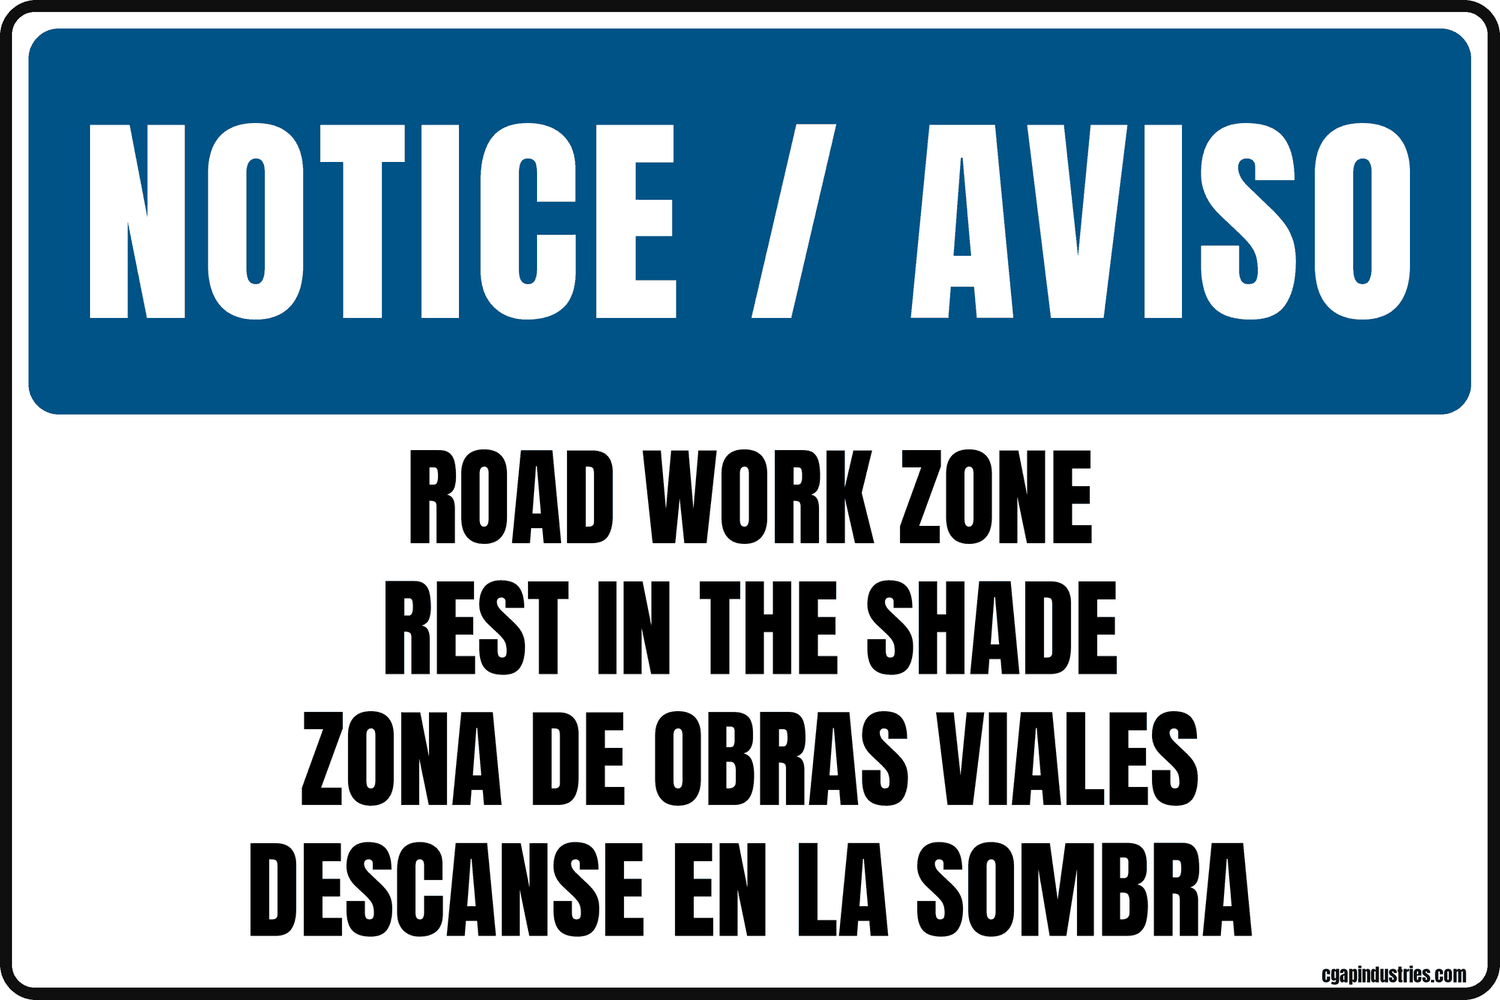 NOTICE / AVISO
ROAD WORK ZONE
REST IN THE SHADE
ZONA DE OBRAS VIALES
DESCANSE EN LA SOMBRA
cgapindustries.com